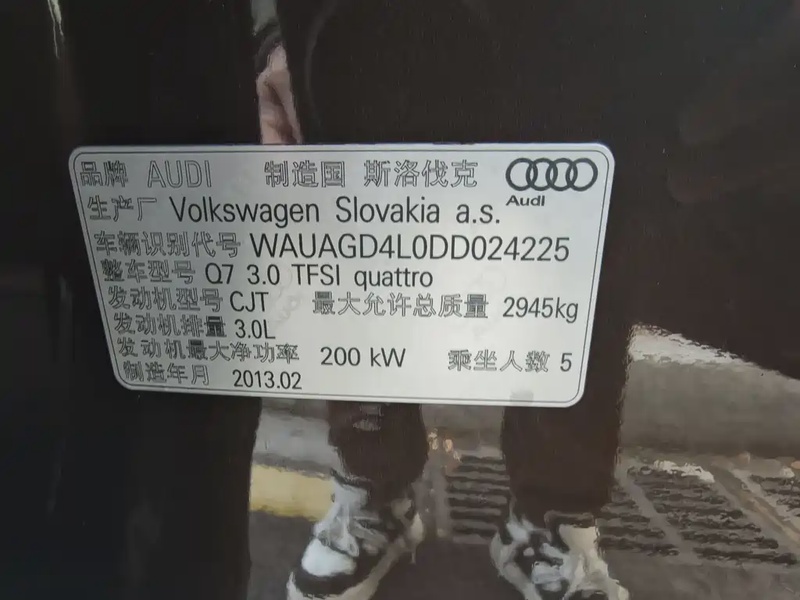 品牌 AUDI 制造国 斯洛伐克
Audi
生产厂 Volkswagen Slovakia a.s.
车辆识别代号 WAUAGD4L0DD024225
整车型号 Q7 3.0 TFSI quattro
发动机型号 CJT 最大允许总质量 2945kg
发动机排量 3.0L
发动机最大净功率 200 kW 乘坐人数 5
制造年月 2013.02